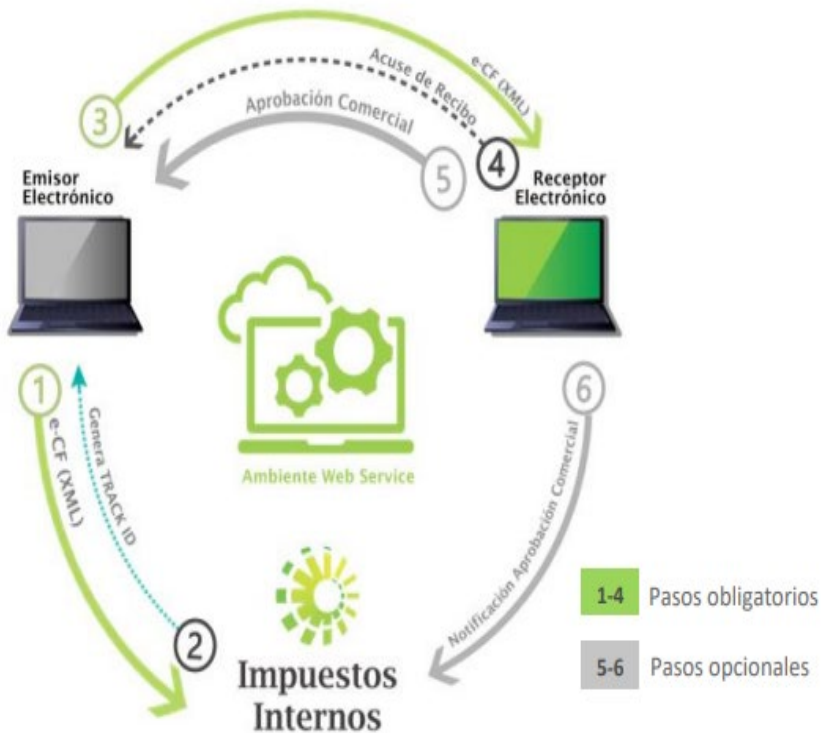 3
e-CF (XML)
Acuse de Recibo
Aprobación Comercial
5
4
Emisor
Electrónico
Receptor
Electrónico
1
e-CF (XML)
Genera TRACK ID
2
Ambiente Web Service
6
Notificación Aprobación Comercial
Impuestos
Internos
1-4 Pasos obligatorios
5-6 Pasos opcionales